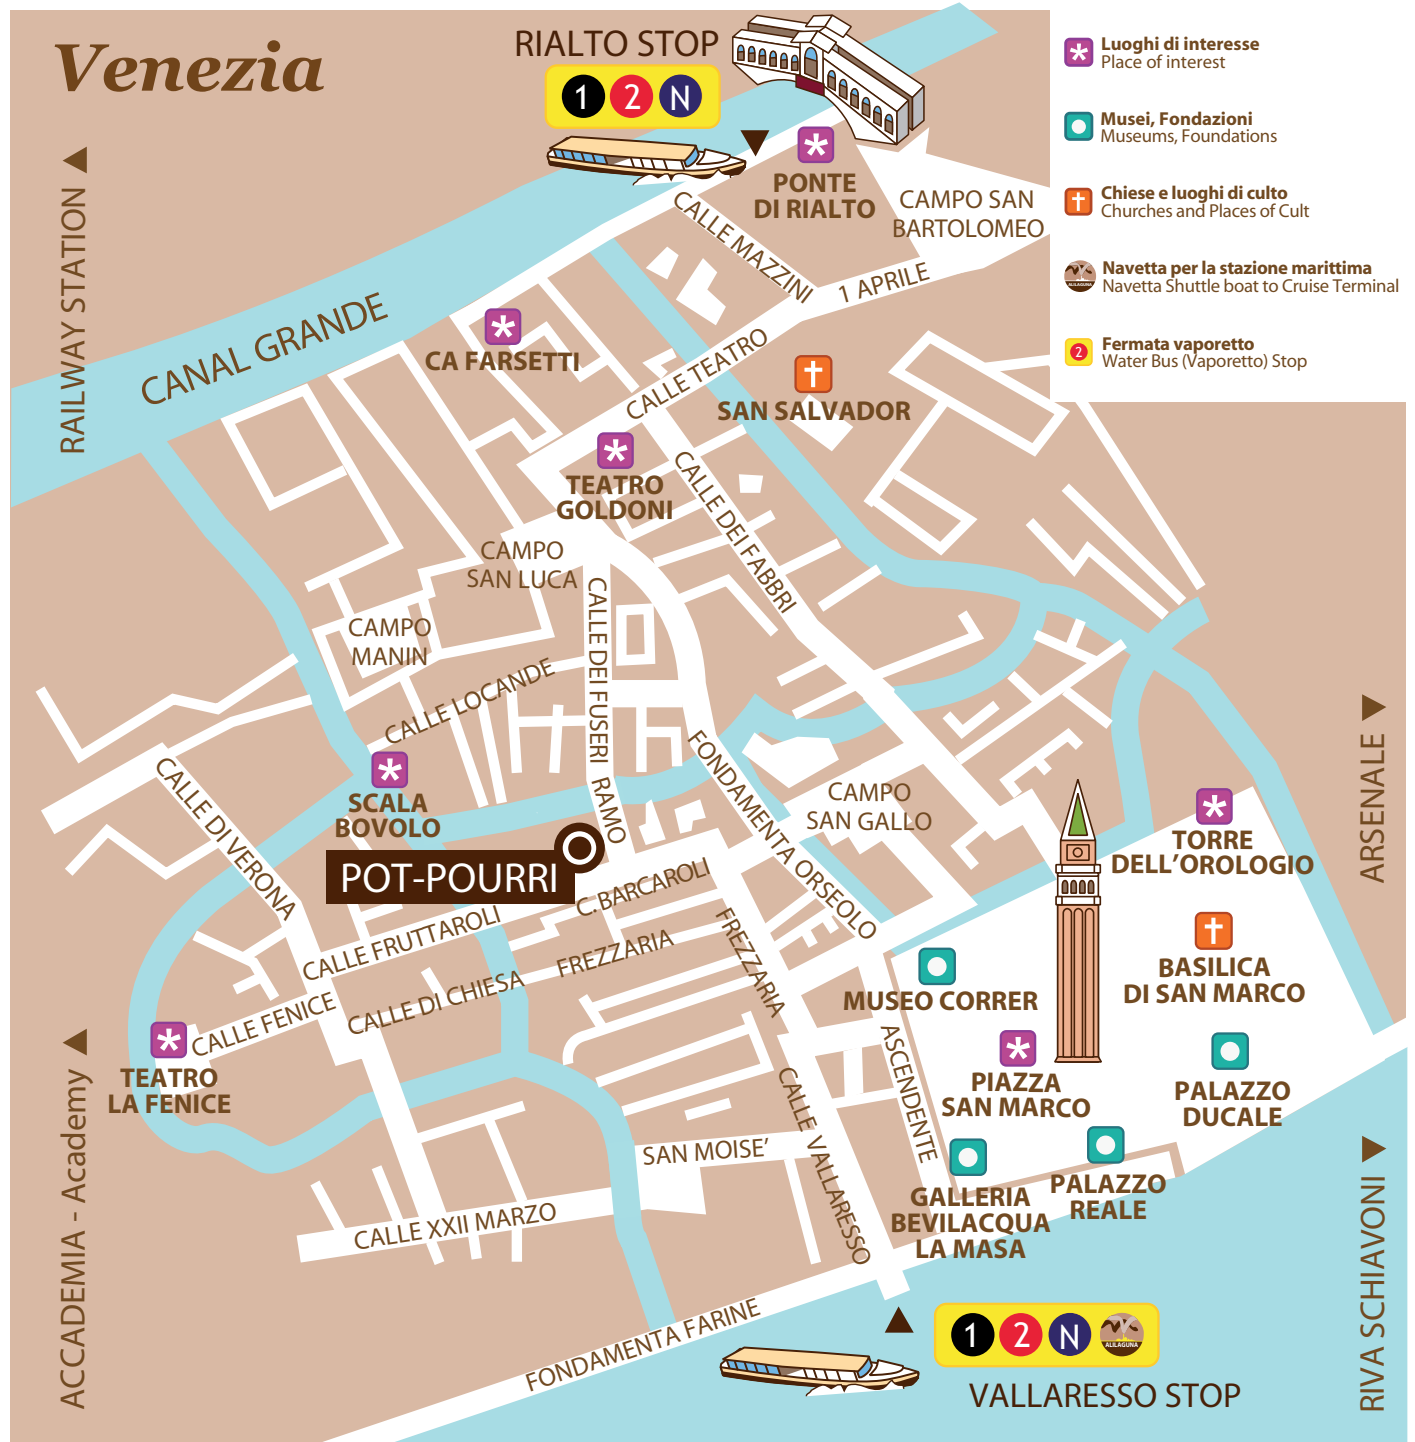 Venezia
RIALTO STOP
1 2 N
Luoghi di interesse
Place of interest
Musei, Fondazioni
Museums, Foundations
Chiese e luoghi di culto
Churches and Places of Cult
ALILAGUNA
Navetta per la stazione marittima
Navetta Shuttle boat to Cruise Terminal
2
Fermata vaporetto
Water Bus (Vaporetto) Stop
RAILWAY STATION
PONTE
DI RIALTO
CAMPO SAN
BARTOLOMEO
CALLE MAZZINI
1 APRILE
CANAL GRANDE
CA FARSETTI
CALLE TEATRO
SAN SALVADOR
TEATRO
GOLDONI
CALLE DEI FABBRI
CAMPO
SAN LUCA
CALLE DEI FUSERI
CAMPO
MANIN
CALLE LOCANDE
ARSENALE
FONDAMENTA ORSEOLO
CALLE DI VERONA
SCALA
BOVOLO
RAMO
CAMPO
SAN GALLO
TORRE
DELL'OROLOGIO
POT-POURRI
C. BARCAROLI
CALLE FRUTTAROLI
FREZZARIA
FREZZARIA
BASILICA
DI SAN MARCO
MUSEO CORRER
CALLE DI CHIESA
CALLE FENICE
TEATRO
LA FENICE
ASCENDENTE
PIAZZA
SAN MARCO
PALAZZO
DUCALE
ACCADEMIA - Academy
CALLE VALLARESSO
SAN MOISE'
GALLERIA
BEVILACQUA
LA MASA
PALAZZO
REALE
CALLE XXII MARZO
RIVA SCHIAVONI
FONDAMENTA FARINE
1 2 N ALILAGUNA
VALLARESSO STOP